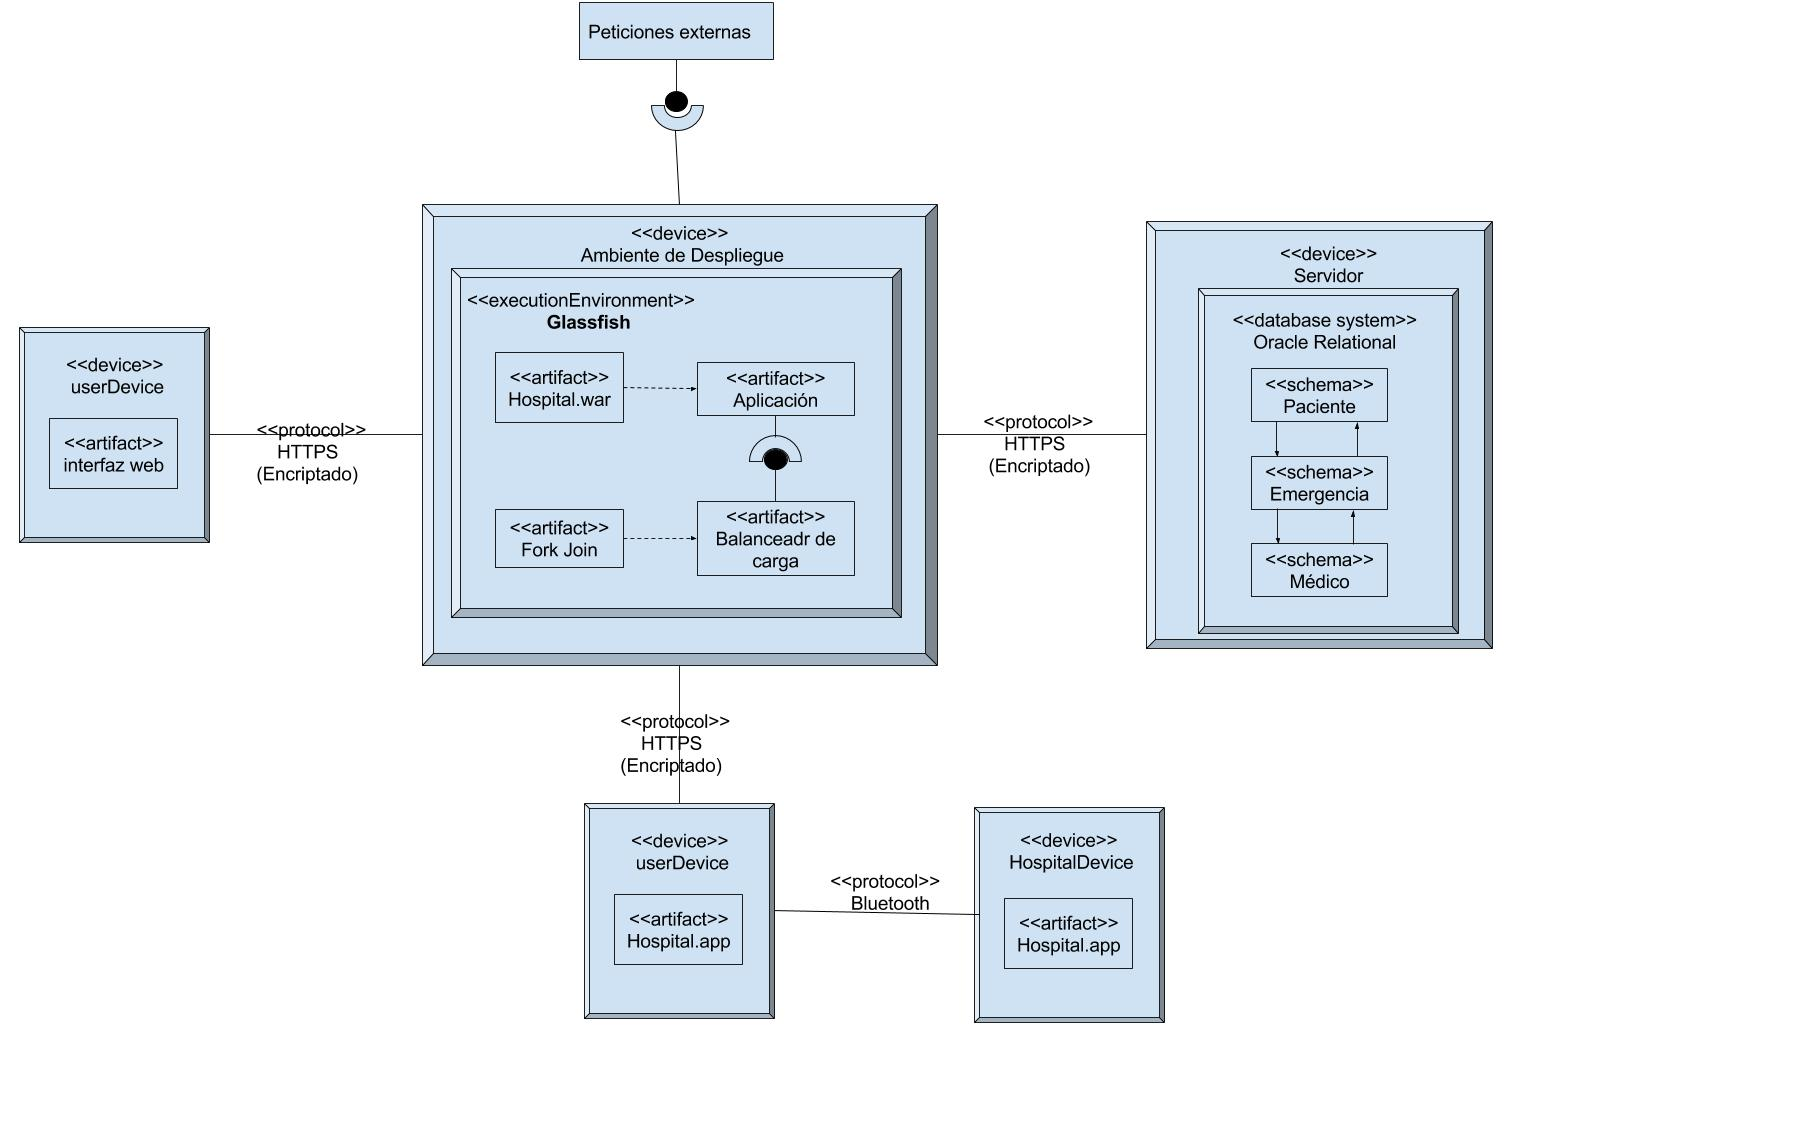 Peticiones externas
<<device>>
Ambiente de Despliegue
<<executionEnvironment>>
Glassfish
<<artifact>>
Hospital.war
<<artifact>>
Aplicación
<<artifact>>
Fork Join
<<artifact>>
Balanceadr de
carga
<<device>>
Servidor
<<database system>>
Oracle Relational
<<schema>>
Paciente
<<schema>>
Emergencia
<<schema>>
Médico
<<device>>
userDevice
<<artifact>>
interfaz web
<<protocol>>
HTTPS
(Encriptado)
<<protocol>>
HTTPS
(Encriptado)
<<protocol>>
HTTPS
(Encriptado)
<<device>>
userDevice
<<artifact>>
Hospital.app
<<protocol>>
Bluetooth
<<device>>
HospitalDevice
<<artifact>>
Hospital.app